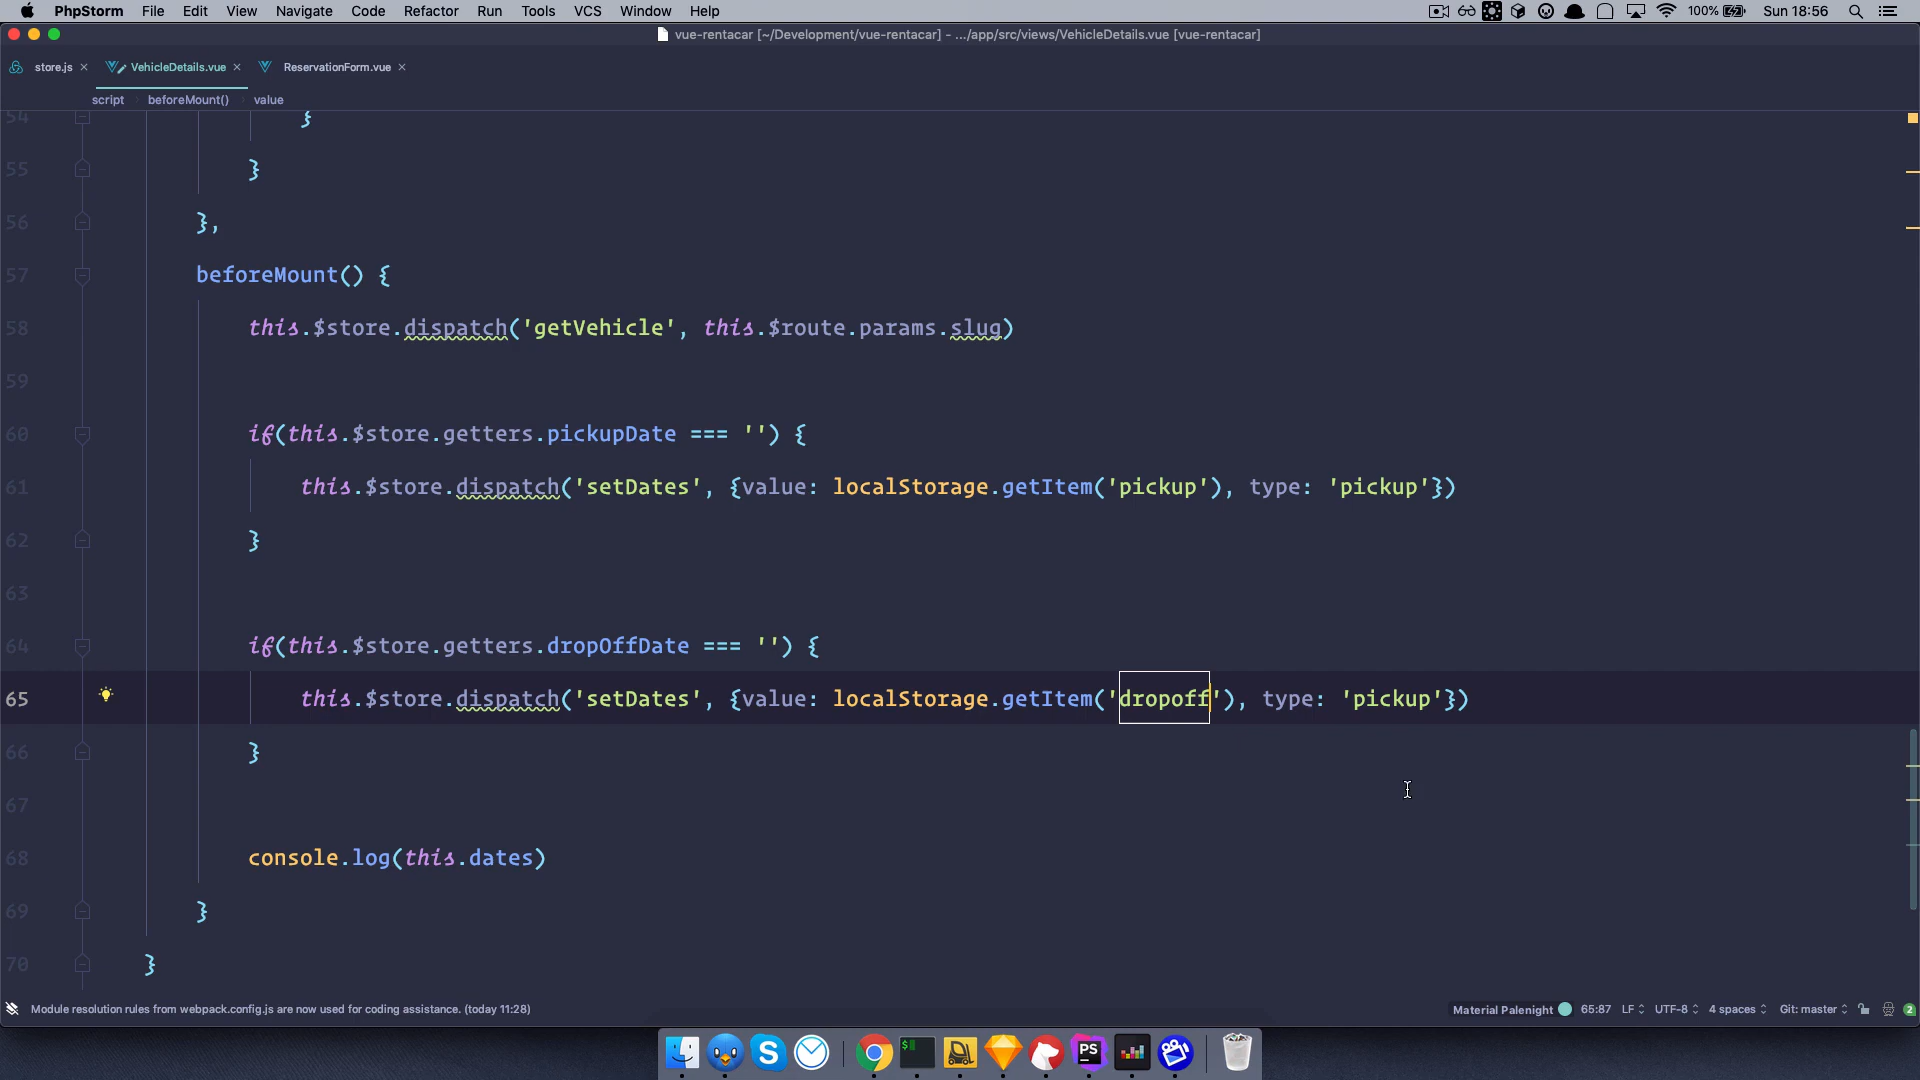 PhpStorm File Edit View Navigate Code Refactor Run Tools VCS Window Help 100% Sun 18:56
vue-rentacar [~/Development/vue-rentacar] - .../app/src/views/VehicleDetails.vue [vue-rentacar]
store.js VehicleDetails.vue ReservationForm.vue
script beforeMount() value
54 }
55 }
56 },
57 beforeMount() {
58 this.$store.dispatch('getVehicle', this.$route.params.slug)
59
60 if(this.$store.getters.pickupDate === '') {
61 this.$store.dispatch('setDates', {value: localStorage.getItem('pickup'), type: 'pickup'})
62 }
63
64 if(this.$store.getters.dropOffDate === '') {
65 this.$store.dispatch('setDates', {value: localStorage.getItem('dropoff'), type: 'pickup'})
66 }
67
68 console.log(this.dates)
69 }
70 }
Module resolution rules from webpack.config.js are now used for coding assistance. (today 11:28) Material Palenight 65:87 LF UTF-8 4 spaces Git: master 2
S $ PS